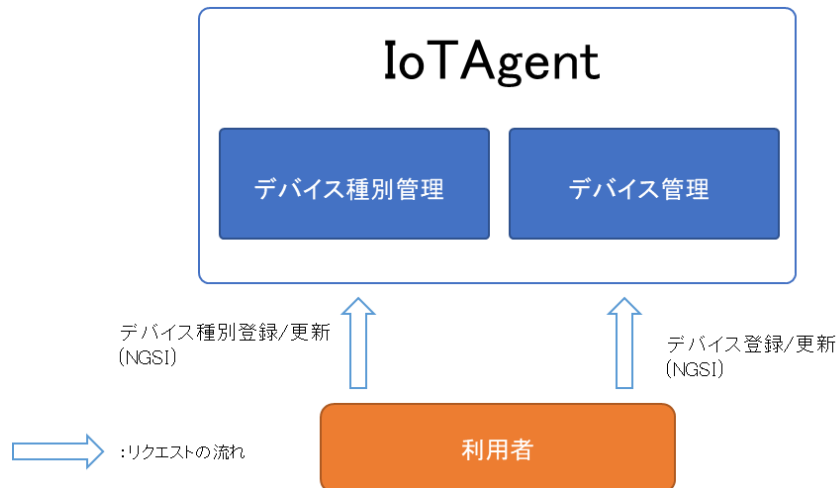 IoTAgent
デバイス種別管理
デバイス管理
デバイス種別登録/更新
(NGSI)
デバイス登録/更新
(NGSI)
利用者
:リクエストの流れ